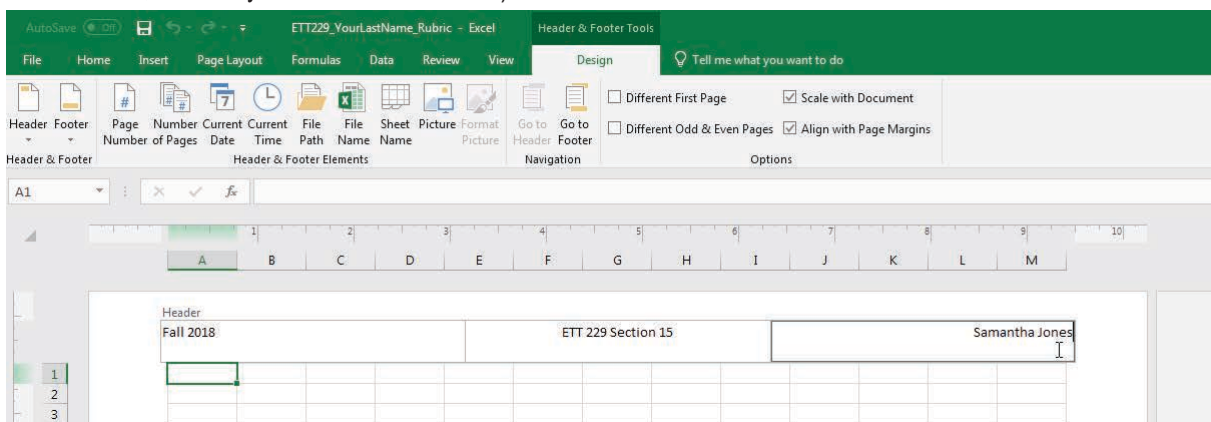 AutoSave Off ETT229_YourLastName_Rubric - Excel Header & Footer Tools
File Home Insert Page Layout Formulas Data Review View Design Tell me what you want to do
Header Footer Page Number Number of Pages Current Date Current Time File Path File Name Sheet Name Picture Format Picture Go to Header Go to Footer
Different First Page Scale with Document
Different Odd & Even Pages Align with Page Margins
Header & Footer Header & Footer Elements Navigation Options
A1 fx
1 2 3 4 5 6 7 8 9 10
A B C D E F G H I J K L M
Header
Fall 2018 ETT 229 Section 15 Samantha Jones
1
2
3